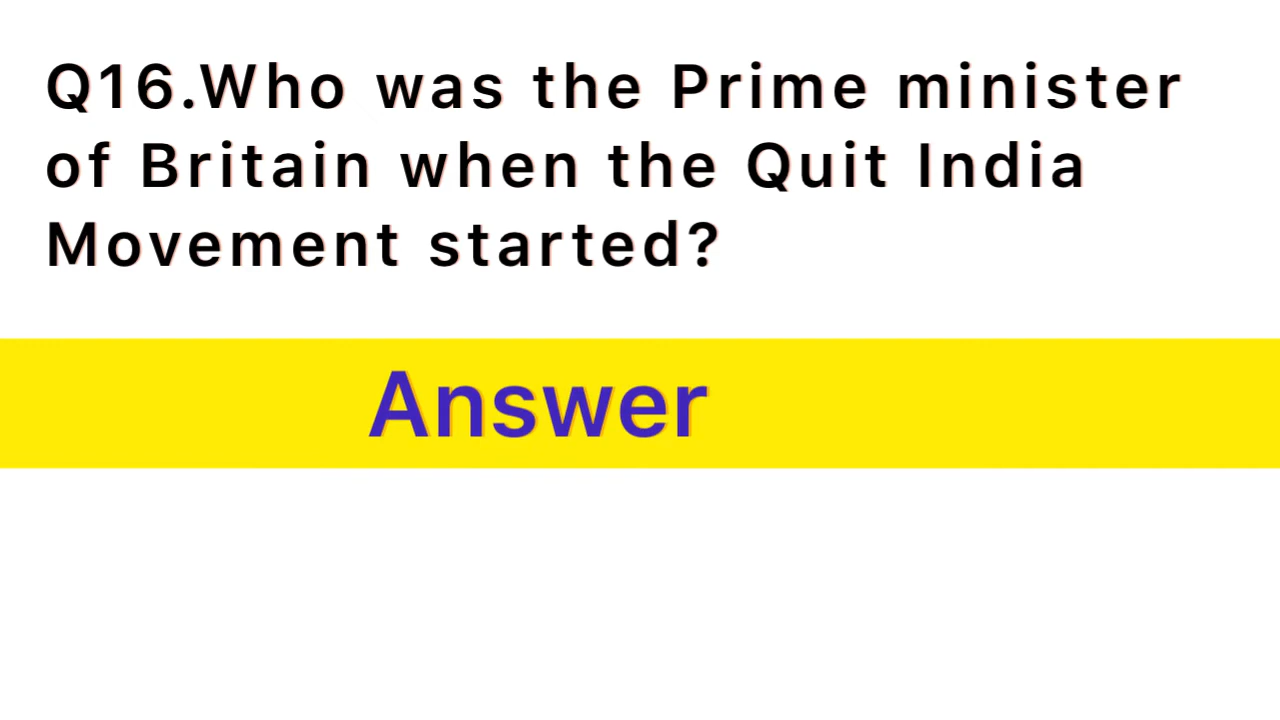 Q16.Who was the Prime minister
of Britain when the Quit India
Movement started?
Answer